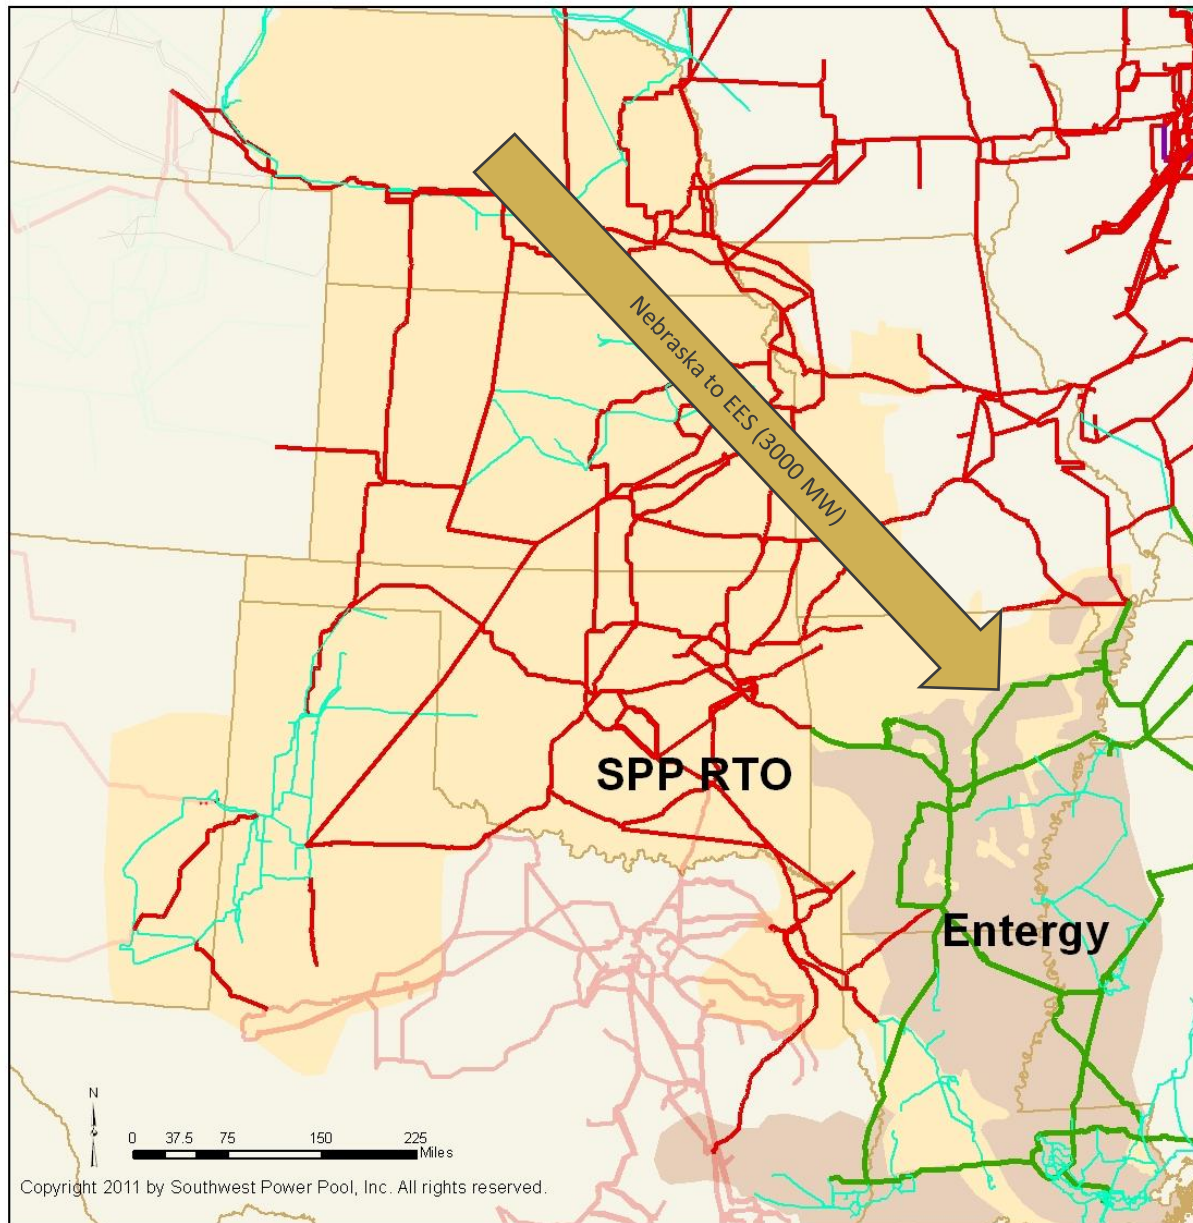 Nebraska to EES (3000 MW)
SPP RTO
Entergy
N
0 37.5 75 150 225
Miles
Copyright 2011 by Southwest Power Pool, Inc. All rights reserved.